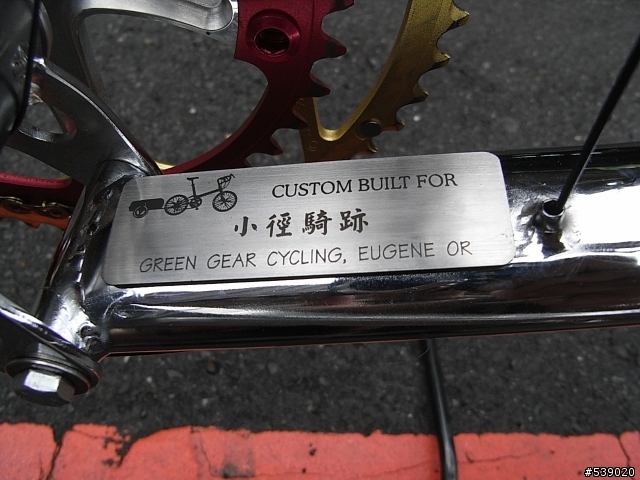 CUSTOM BUILT FOR
小徑騎跡
GREEN GEAR CYCLING, EUGENE OR
#539020